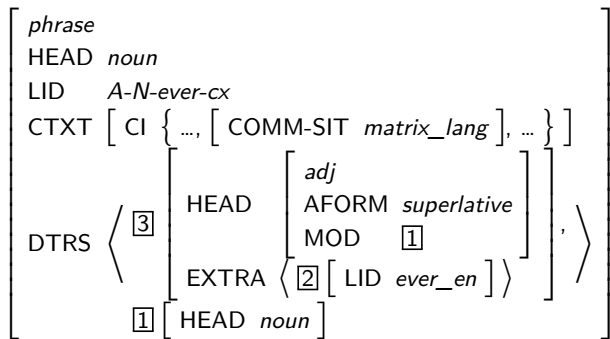 phrase
HEAD noun
LID A-N-ever-cx
CTXT [ CI { ..., [ COMM-SIT matrix_lang ], ... } ]
DTRS ⟨ [3] [ HEAD [ adj
AFORM superlative
MOD [1] ]
EXTRA ⟨ [2] [ LID ever_en ] ⟩ ] , ⟩
[1] [ HEAD noun ]